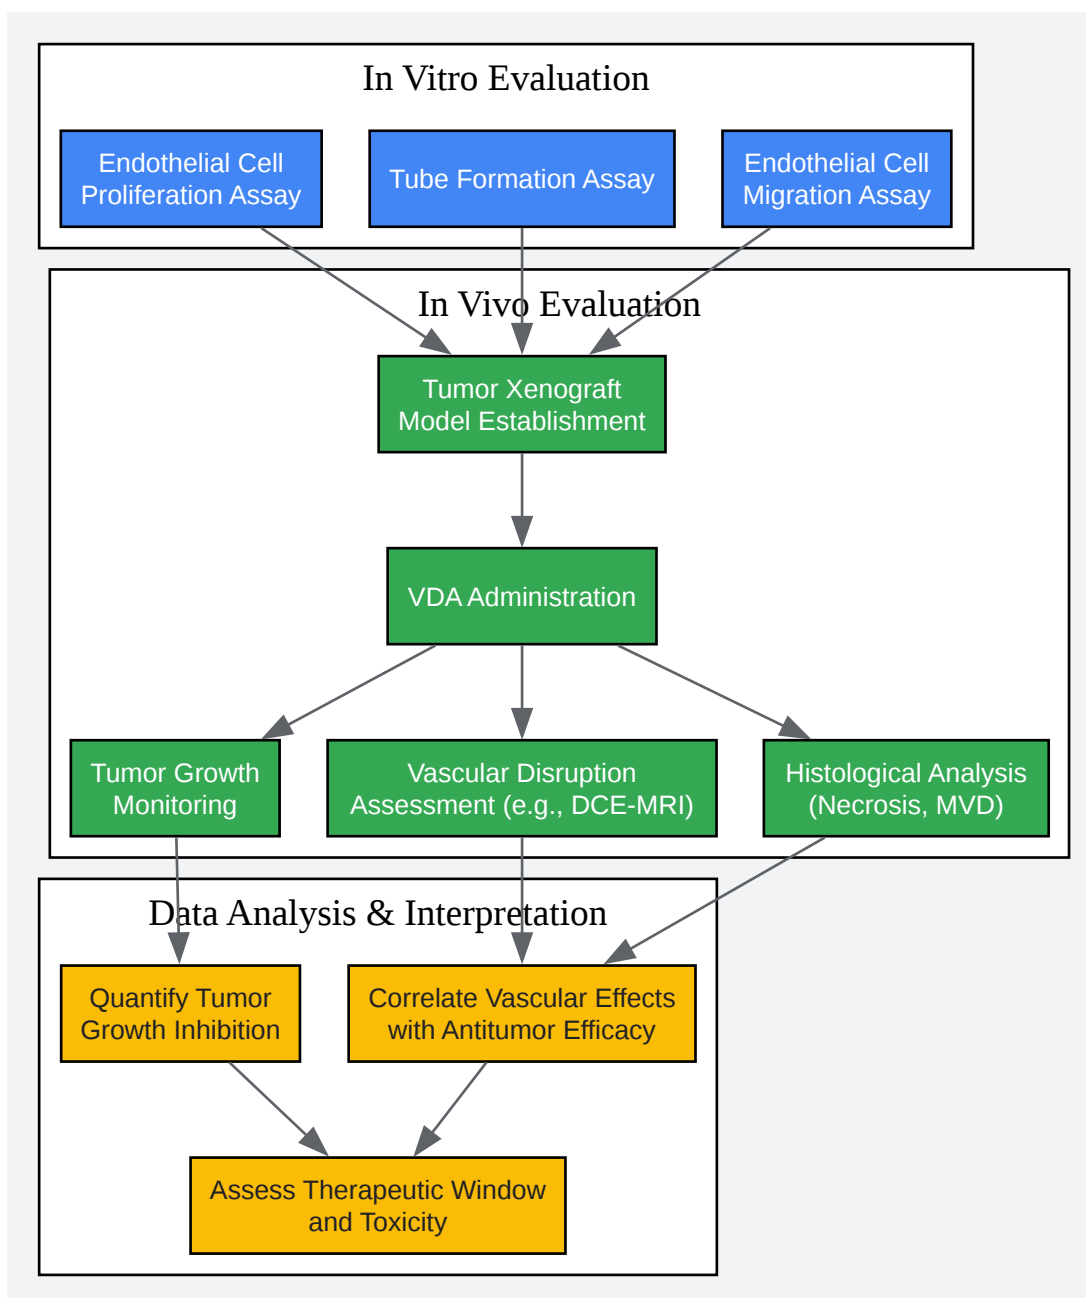 In Vitro Evaluation
Endothelial Cell
Proliferation Assay
Tube Formation Assay
Endothelial Cell
Migration Assay
In Vivo Evaluation
Tumor Xenograft
Model Establishment
VDA Administration
Tumor Growth
Monitoring
Vascular Disruption
Assessment (e.g., DCE-MRI)
Histological Analysis
(Necrosis, MVD)
Data Analysis & Interpretation
Quantify Tumor
Growth Inhibition
Correlate Vascular Effects
with Antitumor Efficacy
Assess Therapeutic Window
and Toxicity